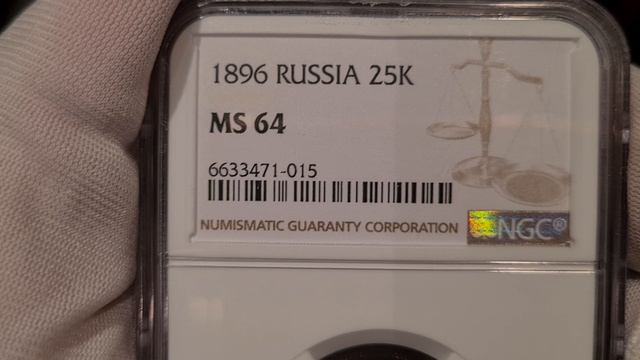 1896 RUSSIA 25K
MS 64
6633471-015
NUMISMATIC GUARANTY CORPORATION
NGC®